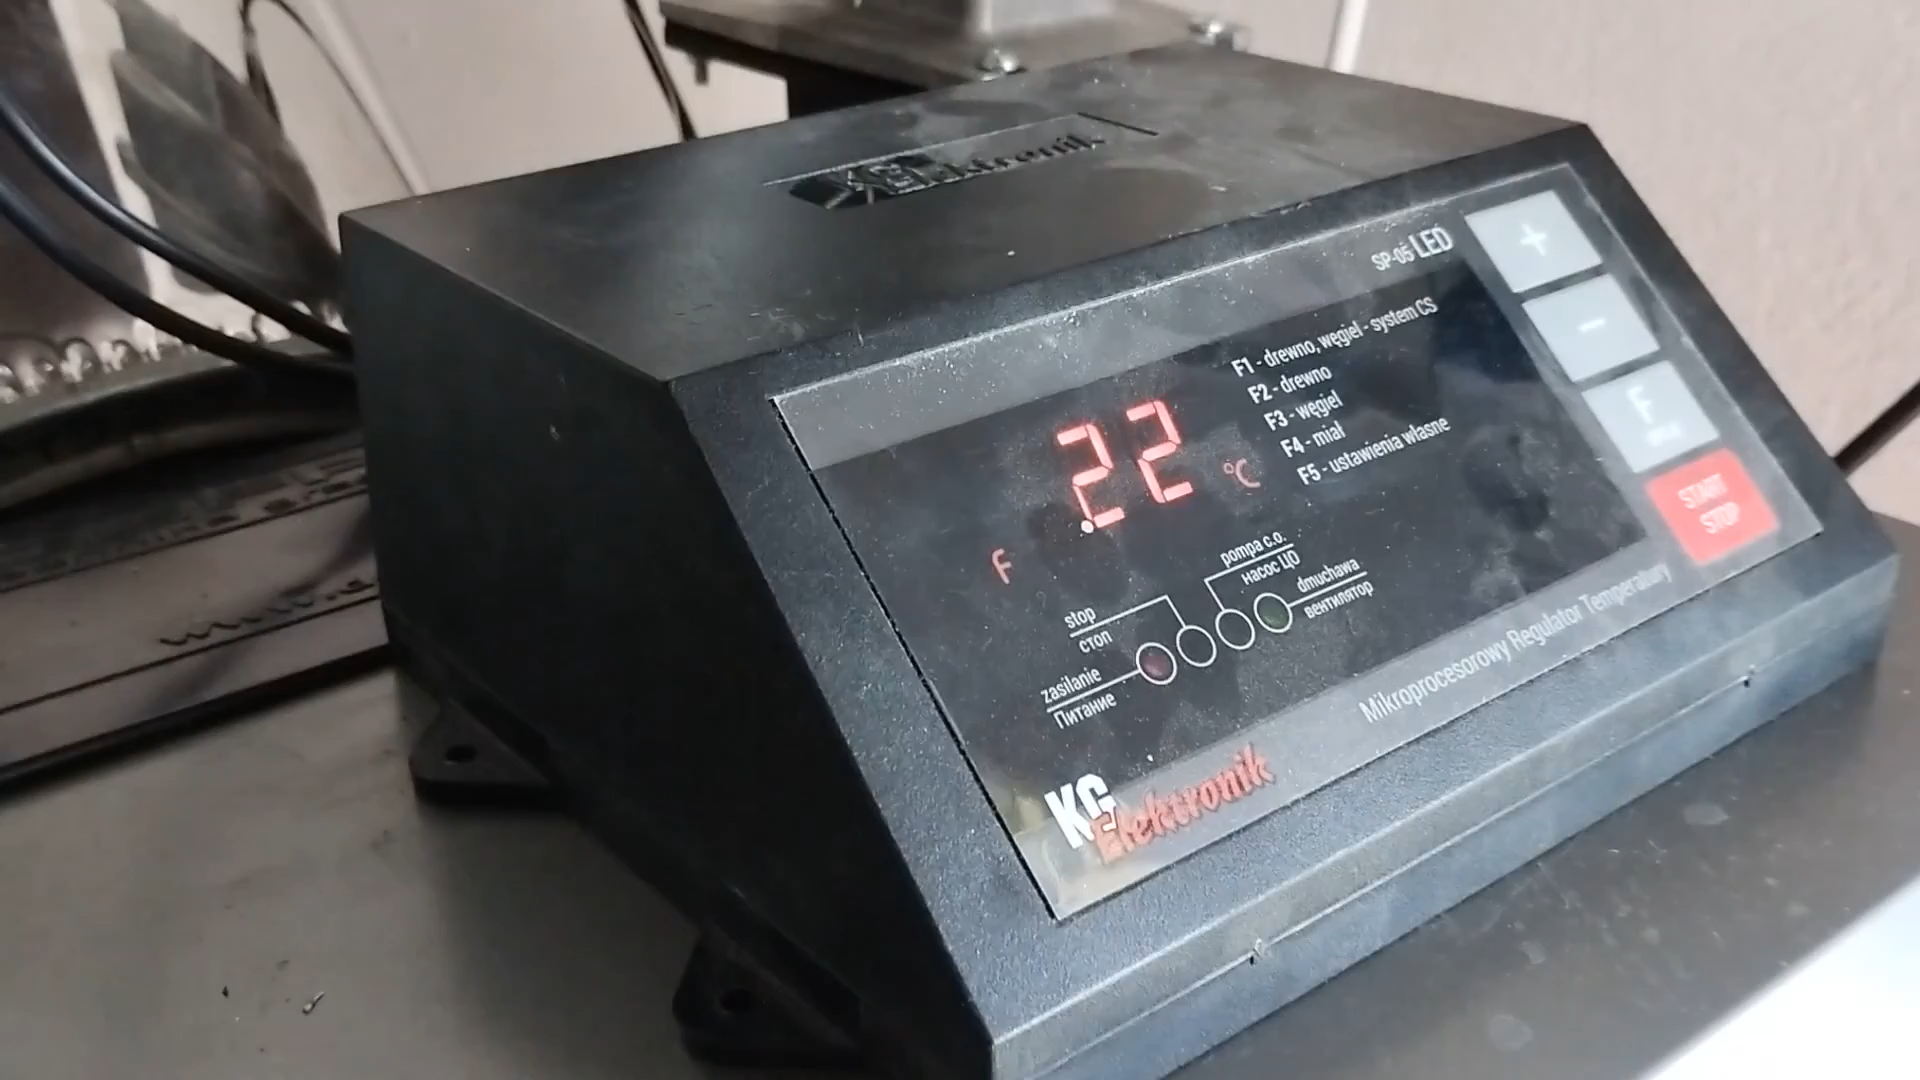 KG Elektronik
SP-05 LED
F1 - drewno, węgiel - system CS
F2 - drewno
F3 - węgiel
F4 - miał
F5 - ustawienia własne
.22 °C
F
pompa c.o.
насос ЦО
dmuchawa
вентилятор
stop
стоп
zasilanie
Питание
Mikroprocesorowy Regulator Temperatury
KG Elektronik
+
-
F
START
STOP